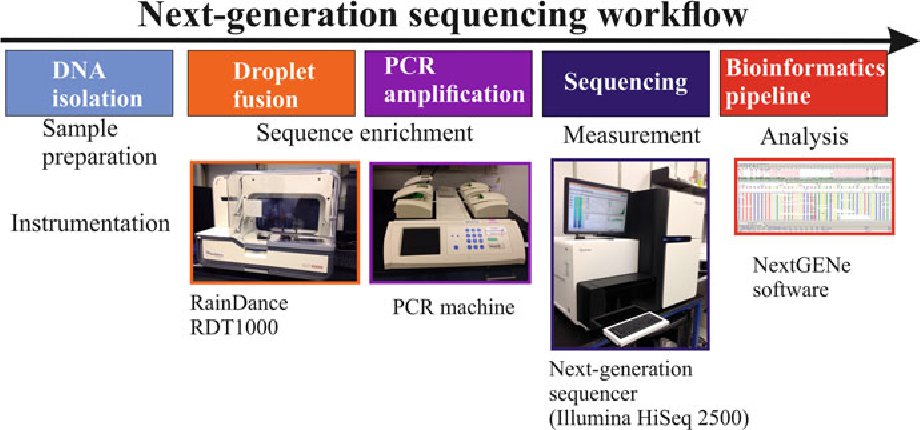 Next-generation sequencing workflow
DNA
isolation
Droplet
fusion
PCR
amplification
Sequencing
Bioinformatics
pipeline
Sample
preparation
Sequence enrichment
Measurement
Analysis
Instrumentation
RainDance
RDT1000
PCR machine
Next-generation
sequencer
(Illumina HiSeq 2500)
NextGENe
software